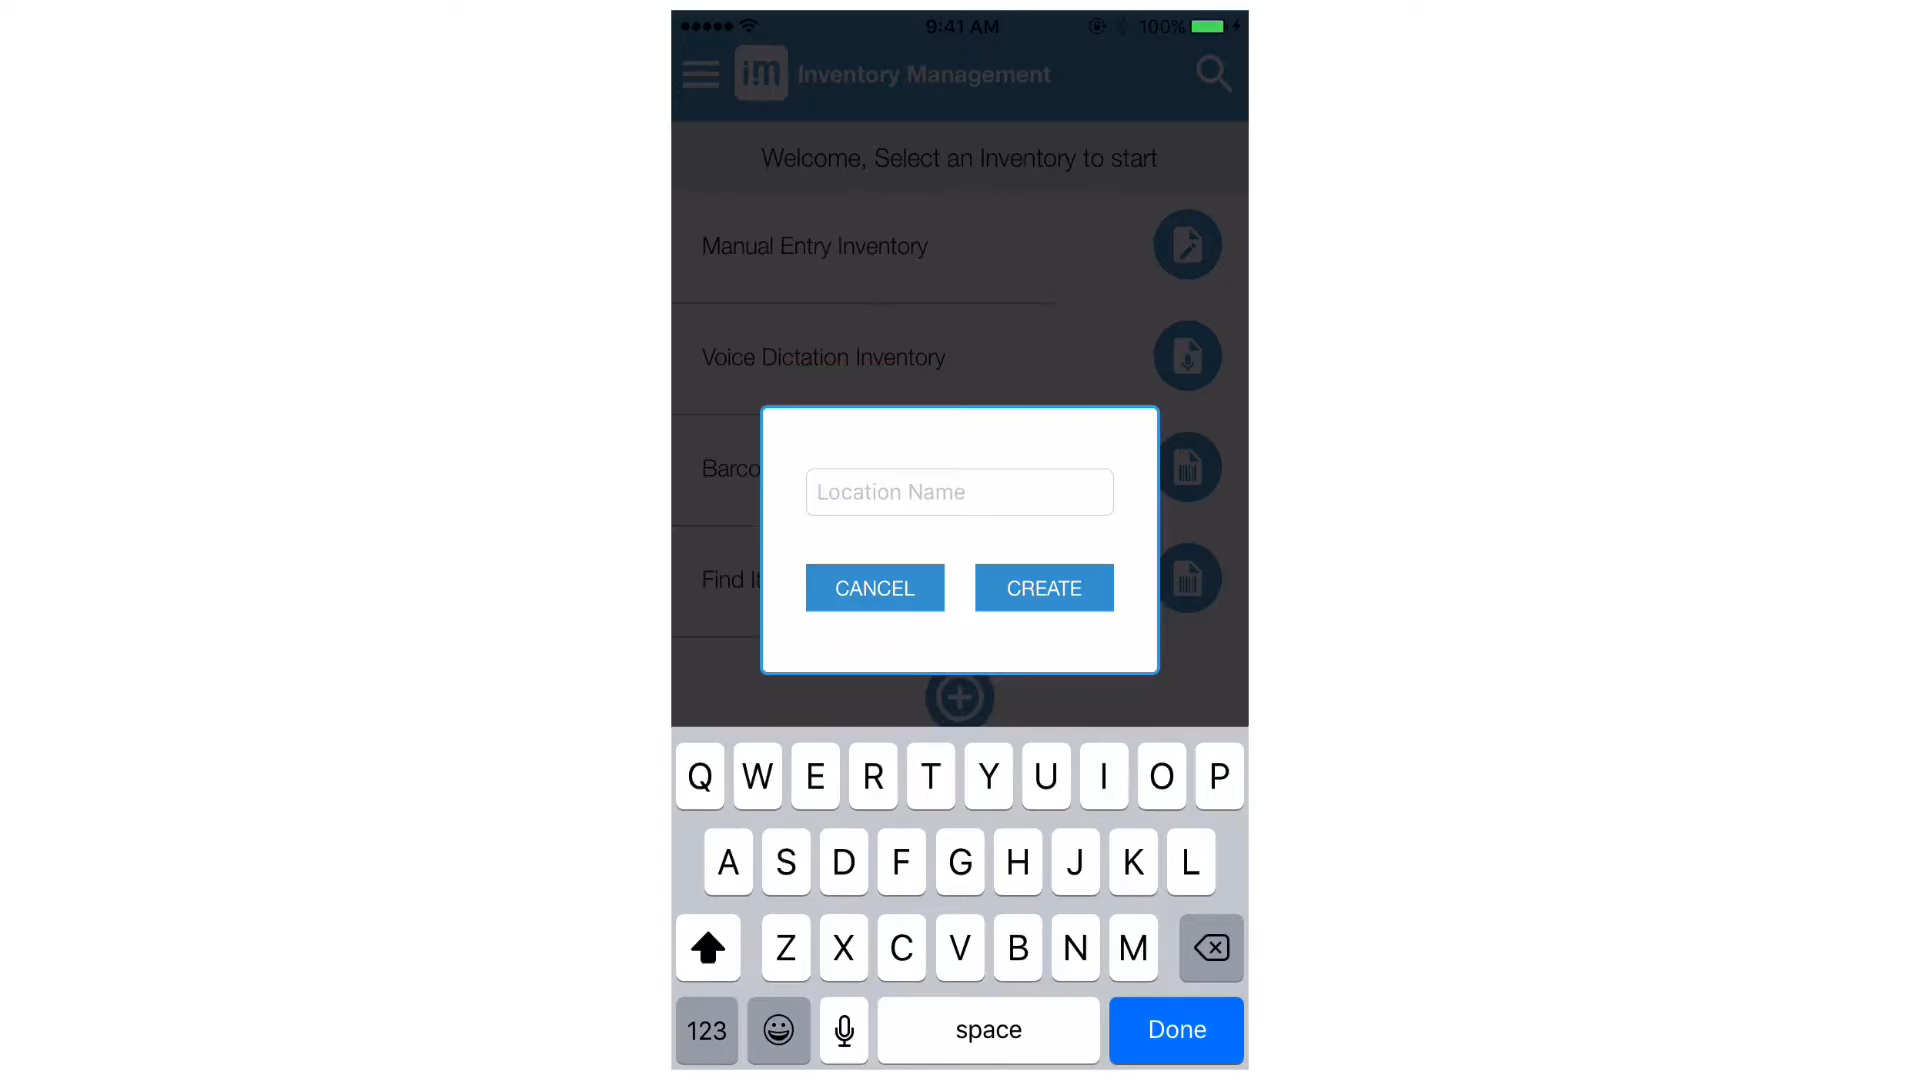 9:41 AM 100%
i!M Inventory Management
Welcome, Select an Inventory to start
Manual Entry Inventory
Voice Dictation Inventory
Barco
Location Name
Find It
CANCEL CREATE
Q W E R T Y U I O P
A S D F G H J K L
Z X C V B N M
123 space Done